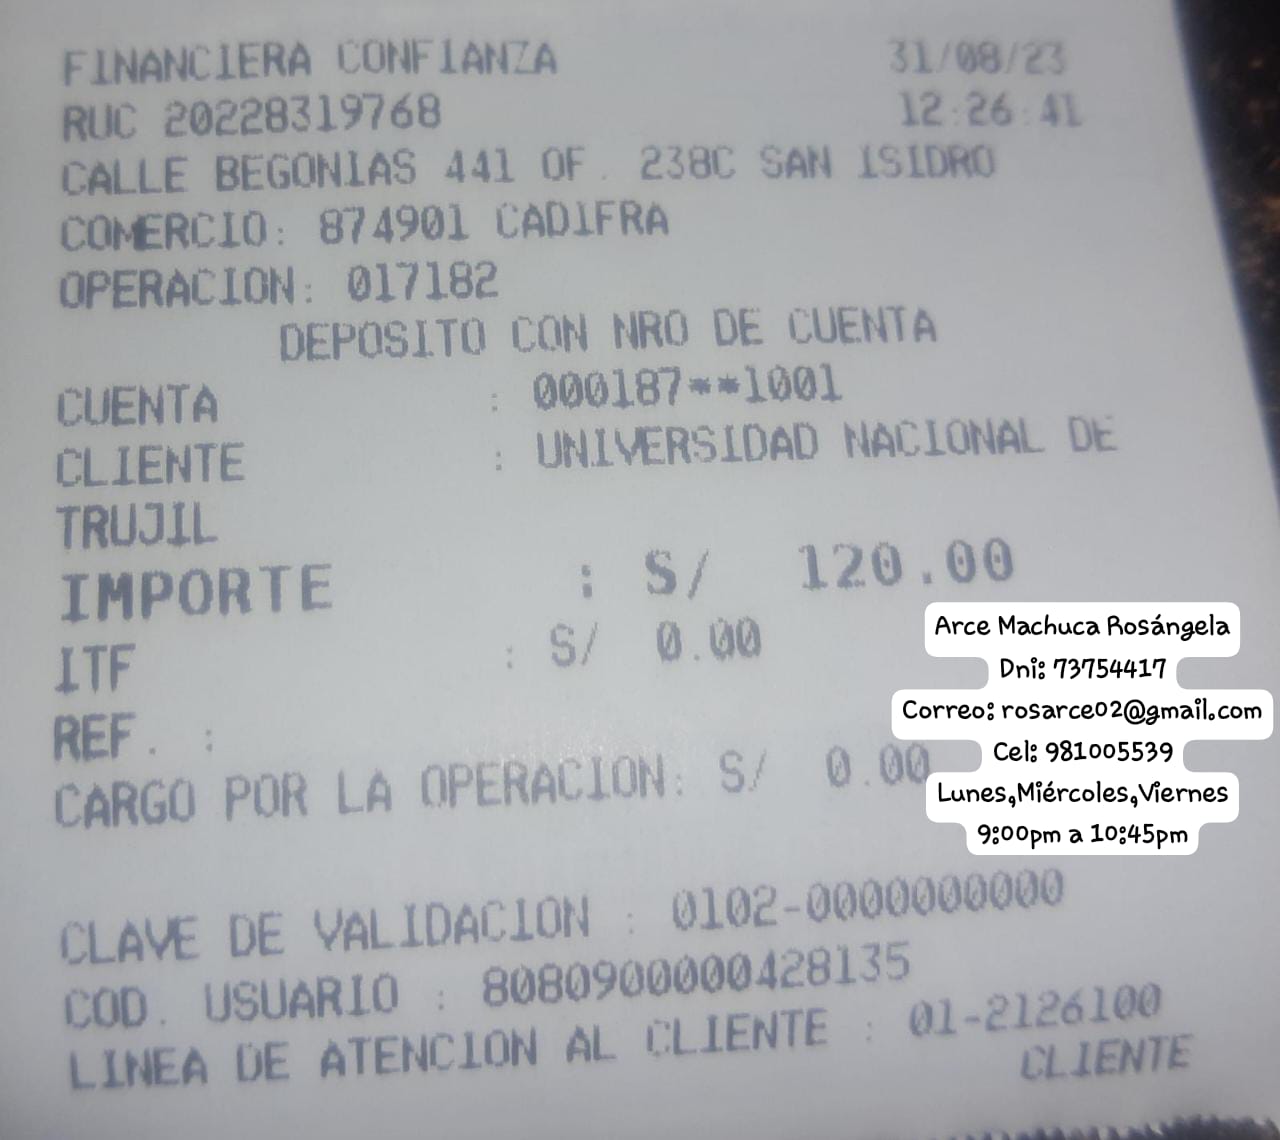 FINANCIERA CONFIANZA 31/08/23
RUC 20228319768 12:26:41
CALLE BEGONIAS 441 OF. 238C SAN ISIDRO
COMERCIO: 874901 CADIFRA
OPERACION: 017182
DEPOSITO CON NRO DE CUENTA
CUENTA : 000187**1001
CLIENTE : UNIVERSIDAD NACIONAL DE
TRUJIL
IMPORTE : S/ 120.00
ITF : S/ 0.00
REF. :
CARGO POR LA OPERACION: S/ 0.00
Arce Machuca Rosángela
Dni: 73754417
Correo: rosarce02@gmail.com
Cel: 981005539
Lunes,Miércoles,Viernes
9:00pm a 10:45pm
CLAVE DE VALIDACION : 0102-0000000000
COD. USUARIO : 8080900000428135
LINEA DE ATENCION AL CLIENTE : 01-2126100
CLIENTE